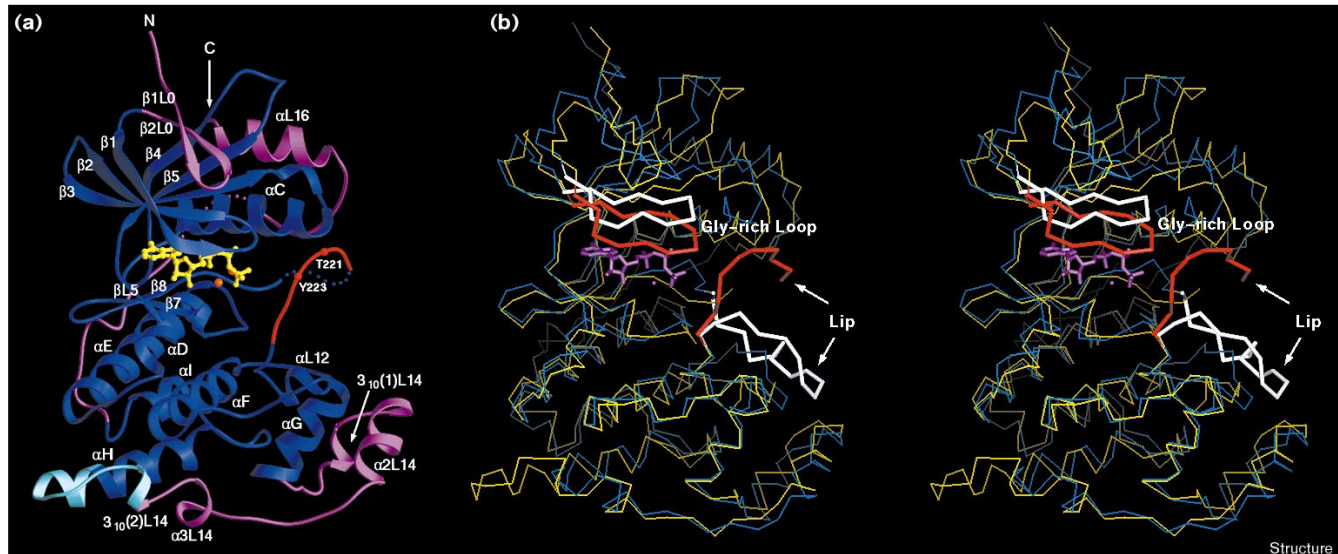 (a)
N
C
β1L0
αL16
β2L0
β1
β4
β2
β5
β3
αC
T221
Y223
βL5
β8
β7
αE
αD
αL12
αI
αF
3₁₀(1)L14
αG
αH
α2L14
3₁₀(2)L14
α3L14
(b)
Gly-rich Loop
Lip
Gly-rich Loop
Lip
Structure